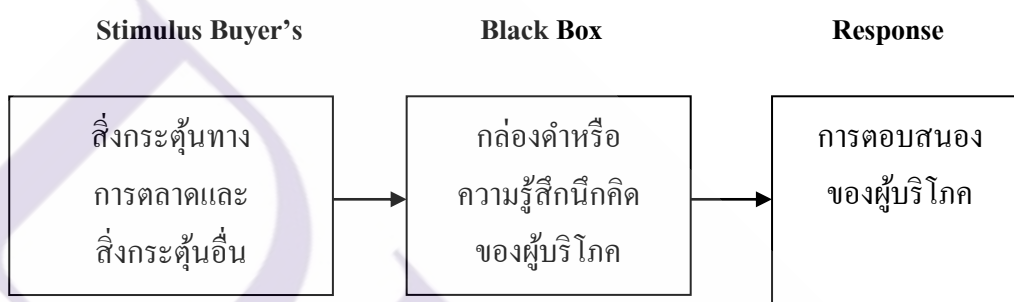 Stimulus Buyer’s
Black Box
Response
สิ่งกระตุ้นทาง
การตลาดและ
สิ่งกระตุ้นอื่น
กล่องดำหรือ
ความรู้สึกนึกคิด
ของผู้บริโภค
การตอบสนอง
ของผู้บริโภค